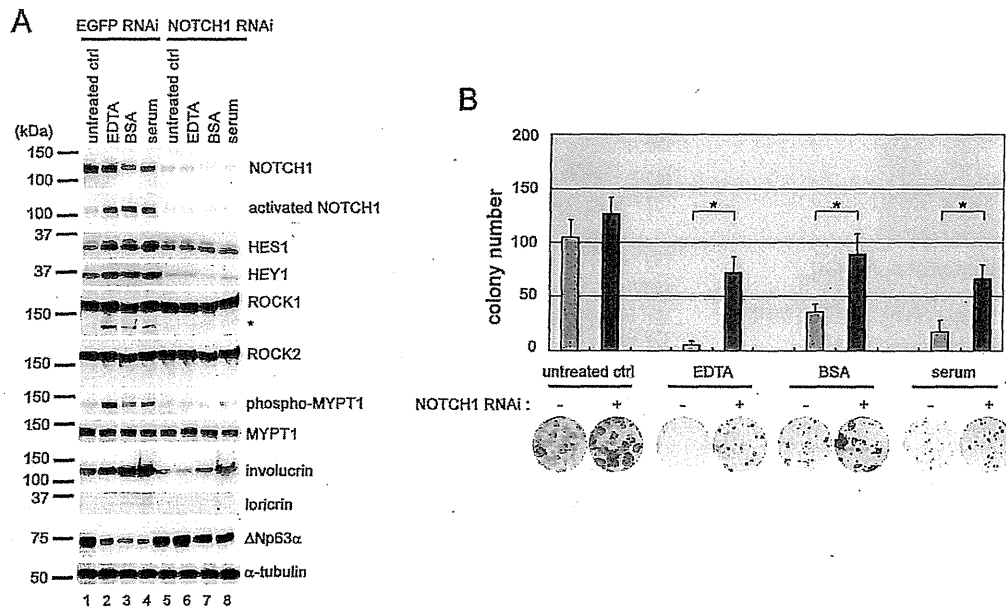 A
EGFP RNAi NOTCH1 RNAi
untreated ctrl EDTA BSA serum untreated ctrl EDTA BSA serum
(kDa)
150
100
NOTCH1
100
activated NOTCH1
37
HES1
37
HEY1
150
ROCK1
*
150
ROCK2
150
phospho-MYPT1
150
MYPT1
150
100
involucrin
37
loricrin
75
ΔNp63α
50
α-tubulin
1 2 3 4 5 6 7 8
B
colony number
200
150
100
50
0
* * *
untreated ctrl EDTA BSA serum
NOTCH1 RNAi : - + - + - + - +